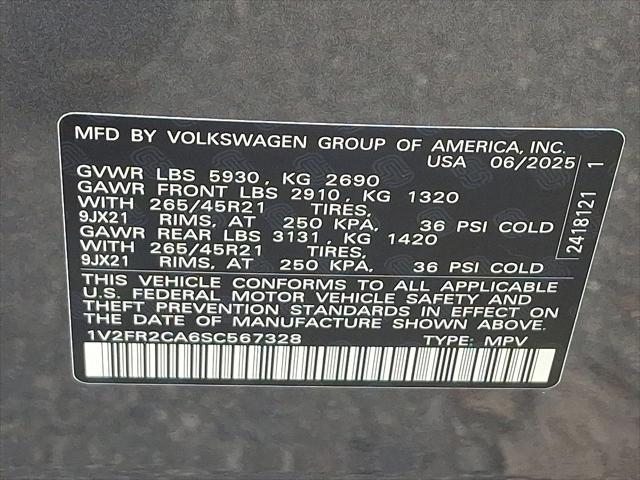 MFD BY VOLKSWAGEN GROUP OF AMERICA, INC.
USA 06/2025
GVWR LBS 5930, KG 2690
GAWR FRONT LBS 2910, KG 1320
WITH 265/45R21 TIRES,
9JX21 RIMS, AT 250 KPA, 36 PSI COLD
GAWR REAR LBS 3131, KG 1420
WITH 265/45R21 TIRES,
9JX21 RIMS, AT 250 KPA, 36 PSI COLD
THIS VEHICLE CONFORMS TO ALL APPLICABLE
U.S. FEDERAL MOTOR VEHICLE SAFETY AND
THEFT PREVENTION STANDARDS IN EFFECT ON
THE DATE OF MANUFACTURE SHOWN ABOVE.
1V2FR2CA6SC567328 TYPE: MPV
2418121 1